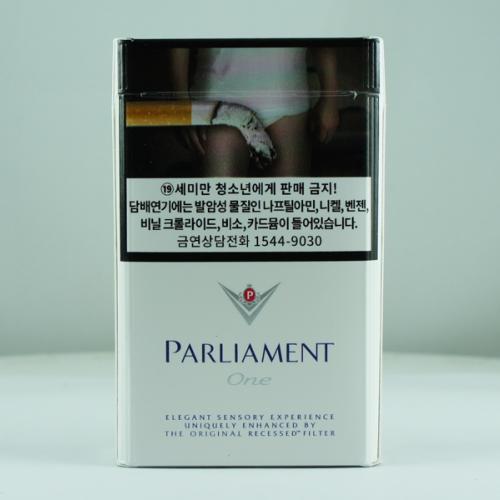 ⑲세미만 청소년에게 판매 금지!
담배연기에는 발암성 물질인 나프틸아민, 니켈, 벤젠,
비닐 크롤라이드, 비소, 카드뮴이 들어있습니다.
금연상담전화 1544-9030
P
PARLIAMENT
One
ELEGANT SENSORY EXPERIENCE
UNIQUELY ENHANCED BY
THE ORIGINAL RECESSED™ FILTER